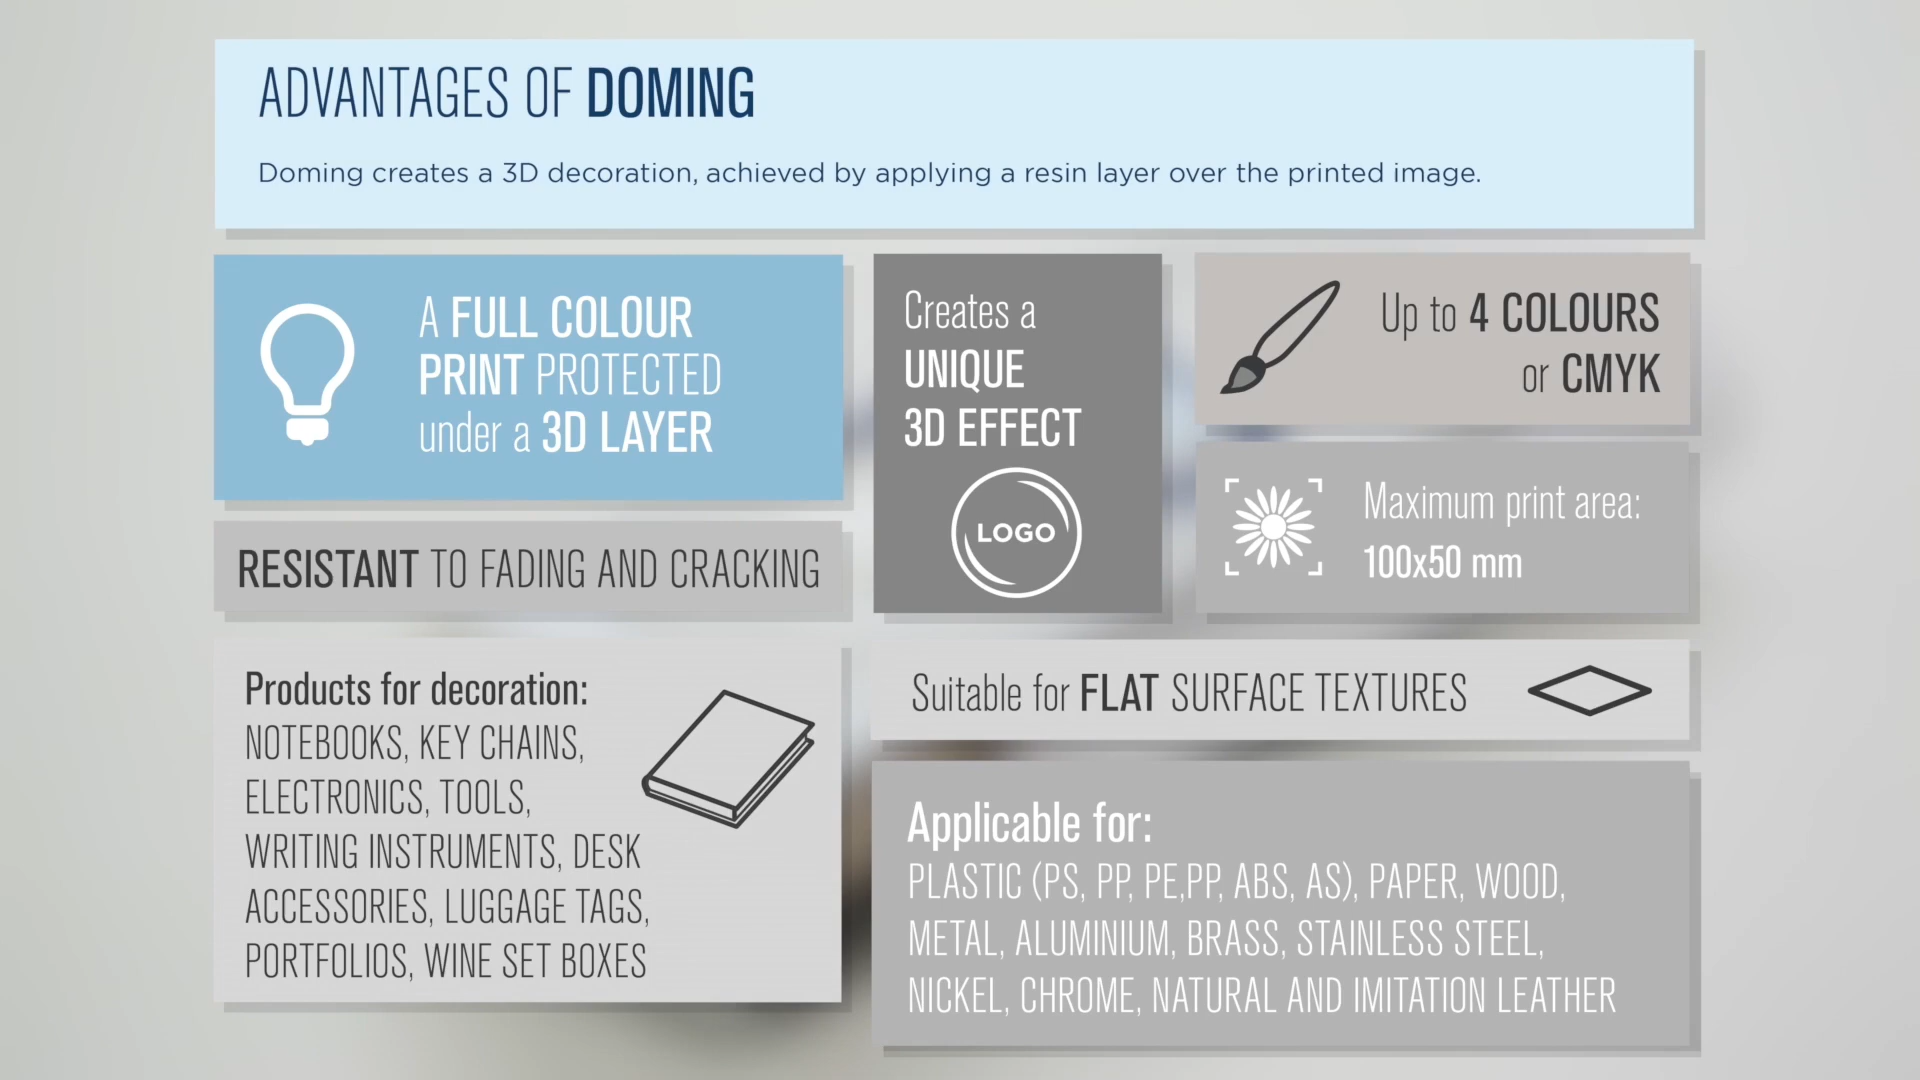 ADVANTAGES OF DOMING
Doming creates a 3D decoration, achieved by applying a resin layer over the printed image.
A FULL COLOUR
PRINT PROTECTED
under a 3D LAYER
Creates a
UNIQUE
3D EFFECT
LOGO
Up to 4 COLOURS
or CMYK
Maximum print area:
100x50 mm
RESISTANT TO FADING AND CRACKING
Products for decoration:
NOTEBOOKS, KEY CHAINS,
ELECTRONICS, TOOLS,
WRITING INSTRUMENTS, DESK
ACCESSORIES, LUGGAGE TAGS,
PORTFOLIOS, WINE SET BOXES
Suitable for FLAT SURFACE TEXTURES
Applicable for:
PLASTIC (PS, PP, PE,PP, ABS, AS), PAPER, WOOD,
METAL, ALUMINIUM, BRASS, STAINLESS STEEL,
NICKEL, CHROME, NATURAL AND IMITATION LEATHER